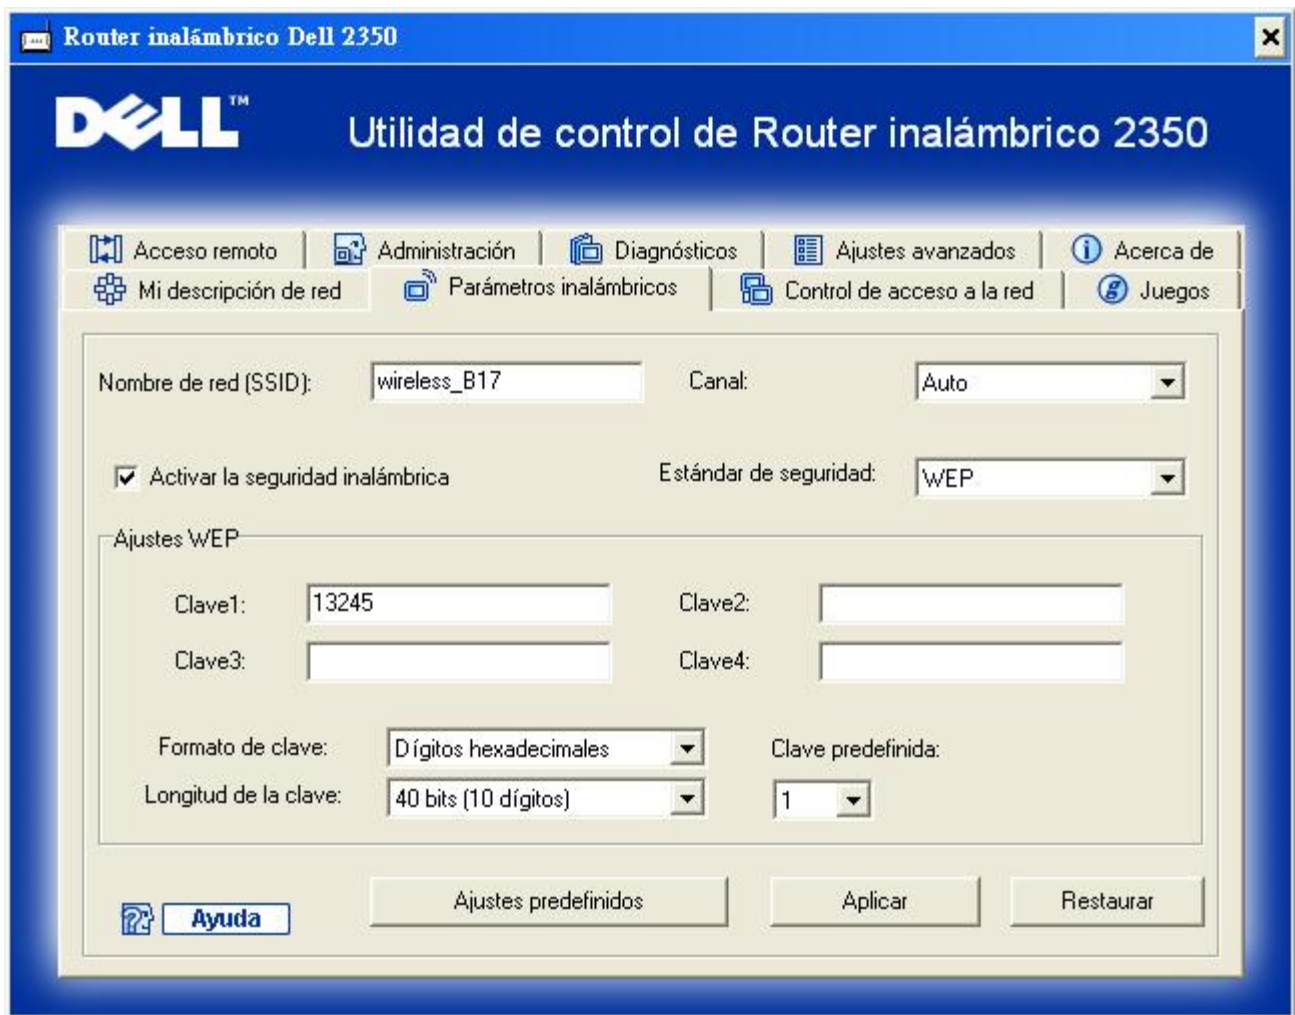 Router inalámbrico Dell 2350
DELL™
Utilidad de control de Router inalámbrico 2350
Acceso remoto
Administración
Diagnósticos
Ajustes avanzados
Acerca de
Mi descripción de red
Parámetros inalámbricos
Control de acceso a la red
Juegos
Nombre de red (SSID):
wireless_B17
Canal:
Auto
Activar la seguridad inalámbrica
Estándar de seguridad:
WEP
Ajustes WEP
Clave1:
13245
Clave2:
Clave3:
Clave4:
Formato de clave:
Dígitos hexadecimales
Clave predefinida:
Longitud de la clave:
40 bits (10 dígitos)
1
Ayuda
Ajustes predefinidos
Aplicar
Restaurar